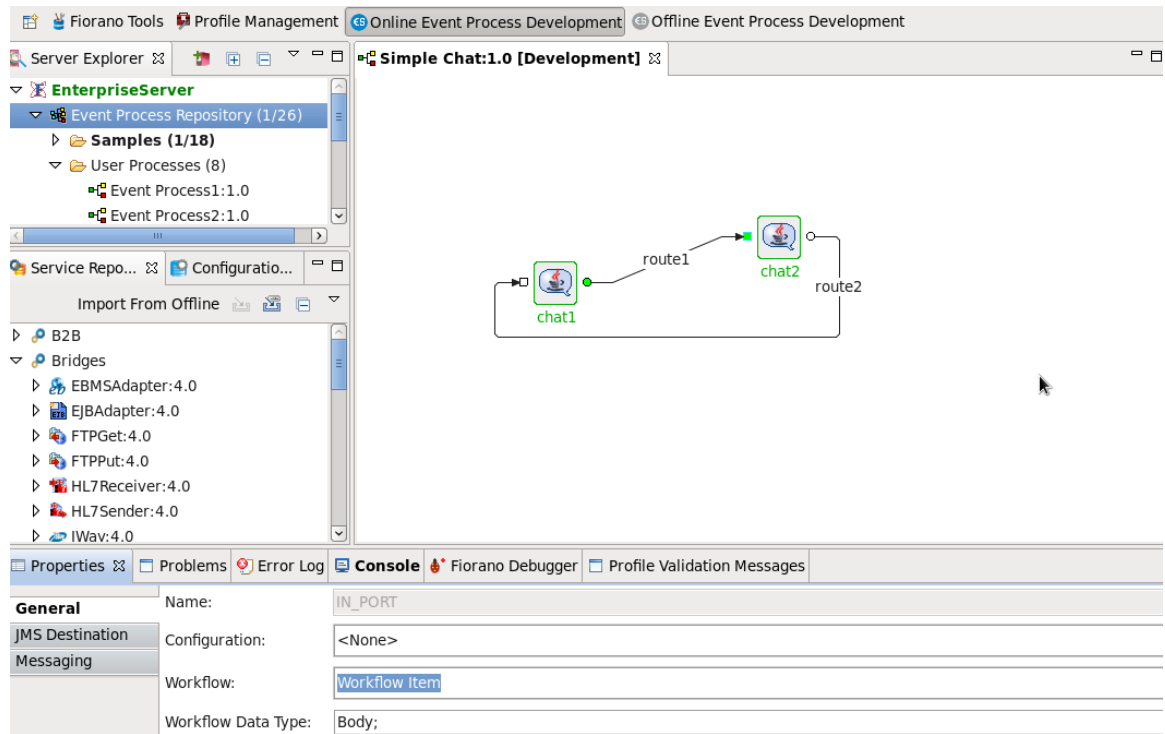 Fiorano Tools Profile Management Online Event Process Development Offline Event Process Development
Server Explorer
Simple Chat:1.0 [Development]
EnterpriseServer
Event Process Repository (1/26)
Samples (1/18)
User Processes (8)
Event Process1:1.0
Event Process2:1.0
route1
chat2
route2
chat1
Service Repo... Configuratio...
Import From Offline
B2B
Bridges
EBMSAdapter:4.0
EJBAdapter:4.0
FTPGet:4.0
FTPPut:4.0
HL7Receiver:4.0
HL7Sender:4.0
IWay:4.0
Properties Problems Error Log Console Fiorano Debugger Profile Validation Messages
General
JMS Destination
Messaging
Name: IN_PORT
Configuration: <None>
Workflow: Workflow Item
Workflow Data Type: Body;